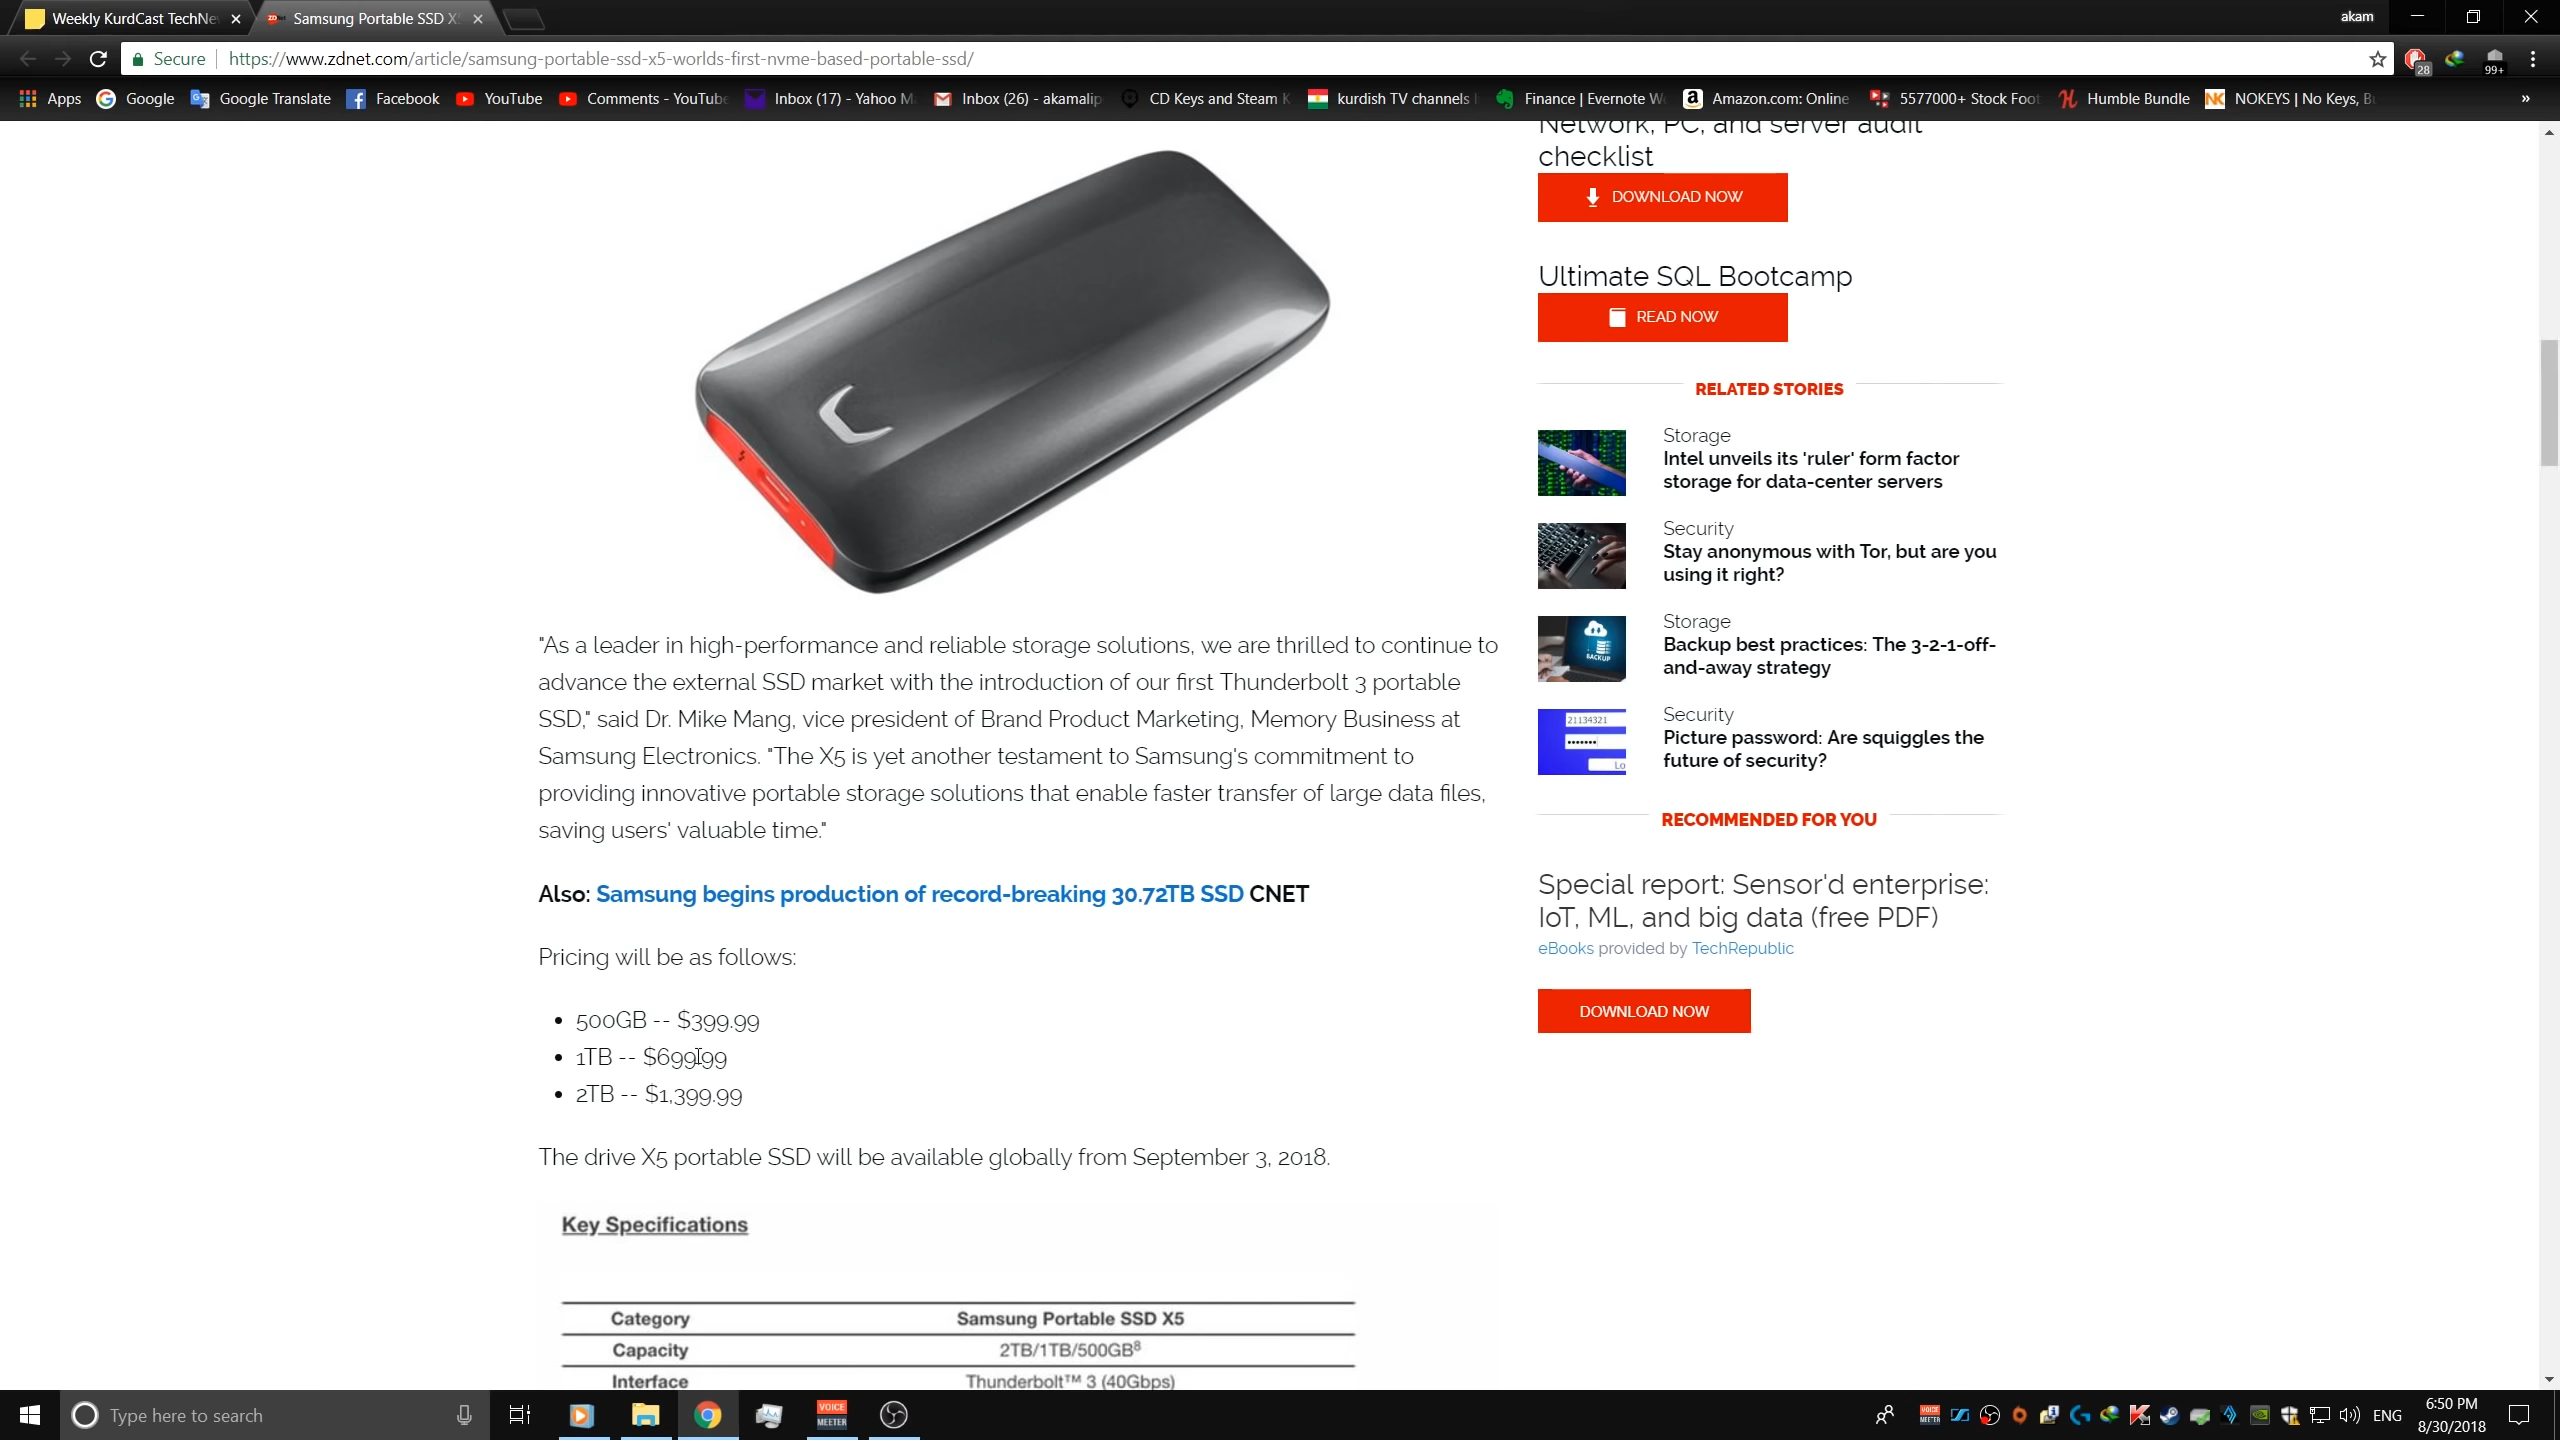 Weekly KurdCast TechNe
Samsung Portable SSD X
akam
Secure
https://www.zdnet.com/article/samsung-portable-ssd-x5-worlds-first-nvme-based-portable-ssd/
28
99+
Apps
Google
Google Translate
Facebook
YouTube
Comments - YouTube
Inbox (17) - Yahoo M
Inbox (26) - akamalip
CD Keys and Steam K
kurdish TV channels
Finance | Evernote W
Amazon.com: Online
5577000+ Stock Foot
Humble Bundle
NOKEYS | No Keys, B
»
Network, PC, and server audit
checklist
DOWNLOAD NOW
Ultimate SQL Bootcamp
READ NOW
RELATED STORIES
Storage
Intel unveils its 'ruler' form factor
storage for data-center servers
Security
Stay anonymous with Tor, but are you
using it right?
BACKUP
Storage
Backup best practices: The 3-2-1-off-
and-away strategy
21134321
Lo
Security
Picture password: Are squiggles the
future of security?
RECOMMENDED FOR YOU
Special report: Sensor'd enterprise:
IoT, ML, and big data (free PDF)
eBooks provided by TechRepublic
DOWNLOAD NOW
"As a leader in high-performance and reliable storage solutions, we are thrilled to continue to
advance the external SSD market with the introduction of our first Thunderbolt 3 portable
SSD," said Dr. Mike Mang, vice president of Brand Product Marketing, Memory Business at
Samsung Electronics. "The X5 is yet another testament to Samsung's commitment to
providing innovative portable storage solutions that enable faster transfer of large data files,
saving users' valuable time."
Also: Samsung begins production of record-breaking 30.72TB SSD CNET
Pricing will be as follows:
• 500GB -- $399.99
• 1TB -- $699.99
• 2TB -- $1,399.99
The drive X5 portable SSD will be available globally from September 3, 2018.
Key Specifications
Category Samsung Portable SSD X5
Capacity 2TB/1TB/500GB⁸
Interface Thunderbolt™ 3 (40Gbps)
Type here to search
VOICE
MEETER
ENG
6:50 PM
8/30/2018